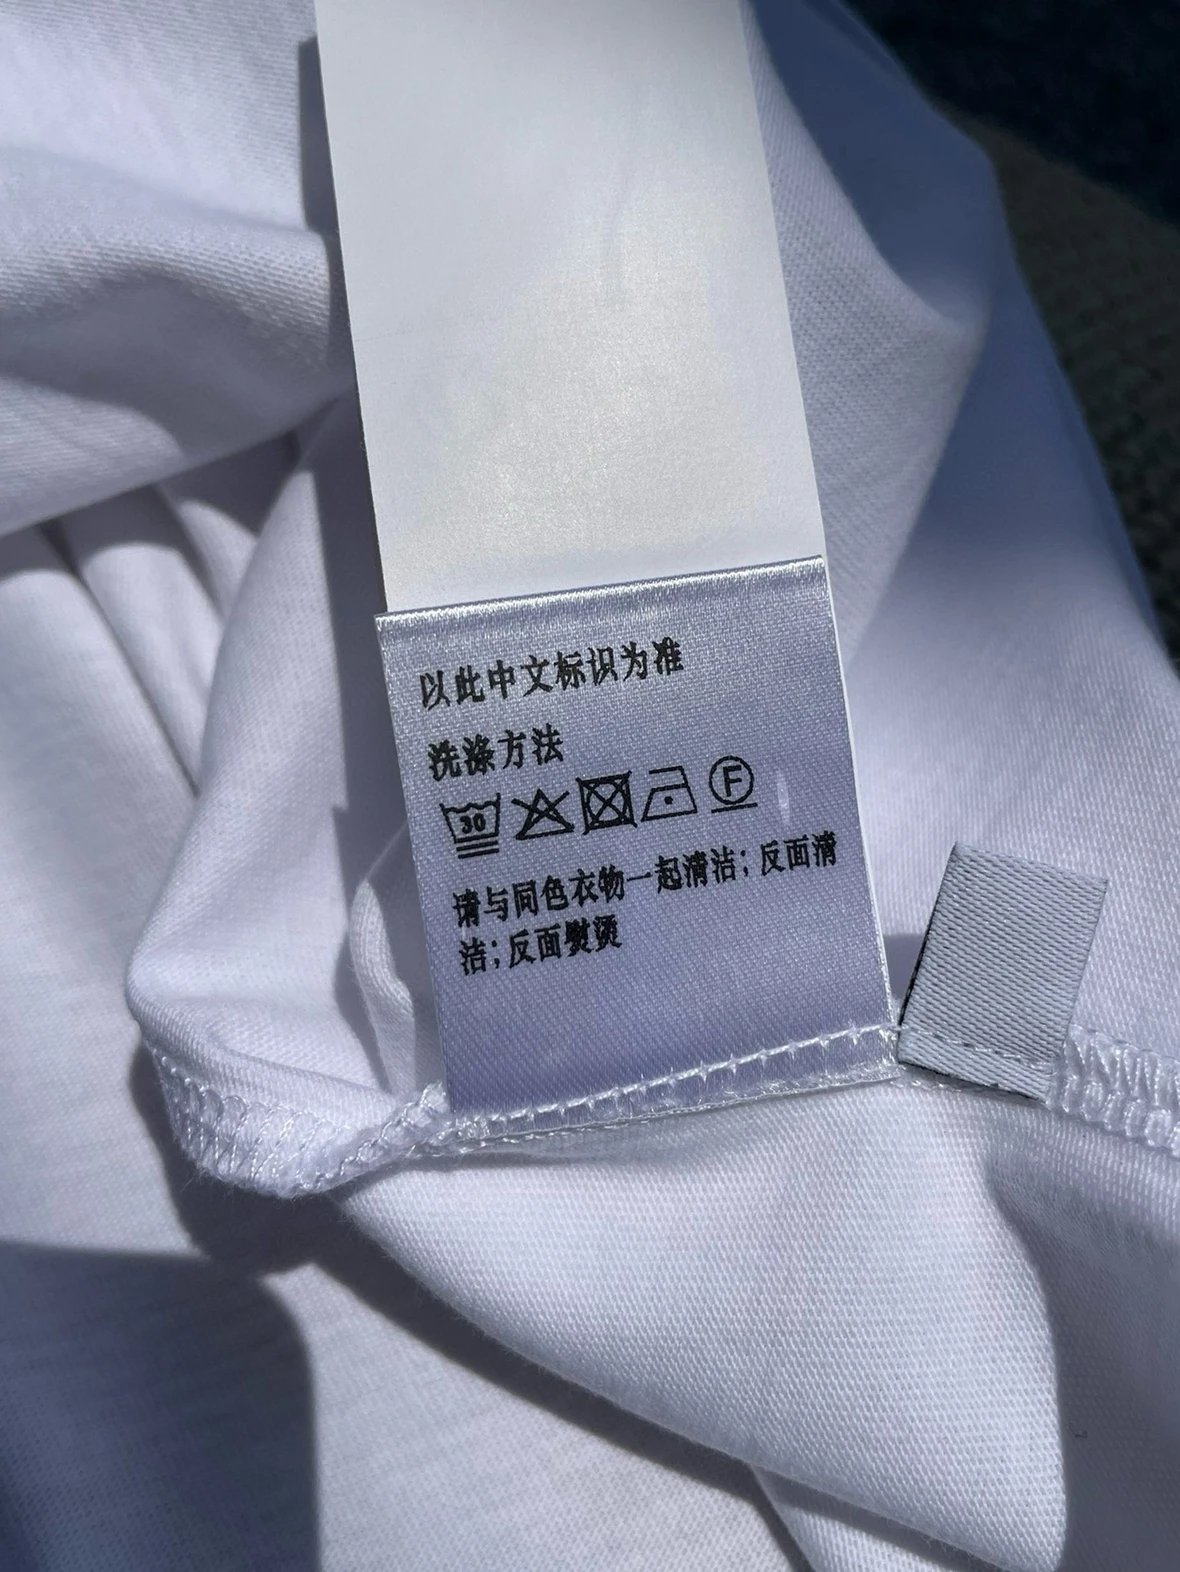 以此中文标识为准
洗涤方法
30 F
请与同色衣物一起清洁；反面清
洁；反面熨烫